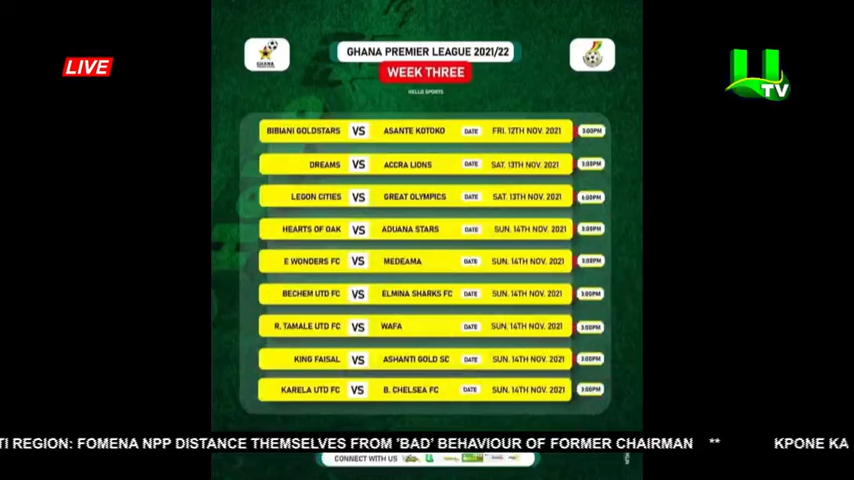 LIVE
GHANA
GHANA PREMIER LEAGUE 2021/22
WEEK THREE
HELLO SPORTS
U
TV
BIBIANI GOLDSTARS VS ASANTE KOTOKO DATE FRI. 12TH NOV. 2021 3:00PM
DREAMS VS ACCRA LIONS DATE SAT. 13TH NOV. 2021 3:00PM
LEGON CITIES VS GREAT OLYMPICS DATE SAT. 13TH NOV. 2021 6:00PM
HEARTS OF OAK VS ADUANA STARS DATE SUN. 14TH NOV. 2021 3:00PM
E WONDERS FC VS MEDEAMA DATE SUN. 14TH NOV. 2021 3:00PM
BECHEM UTD FC VS ELMINA SHARKS FC DATE SUN. 14TH NOV. 2021 3:00PM
R. TAMALE UTD FC VS WAFA DATE SUN. 14TH NOV. 2021 3:00PM
KING FAISAL VS ASHANTI GOLD SC DATE SUN. 14TH NOV. 2021 3:00PM
KARELA UTD FC VS B. CHELSEA FC DATE SUN. 14TH NOV. 2021 3:00PM
TI REGION: FOMENA NPP DISTANCE THEMSELVES FROM 'BAD' BEHAVIOUR OF FORMER CHAIRMAN ** KPONE KA
CONNECT WITH US